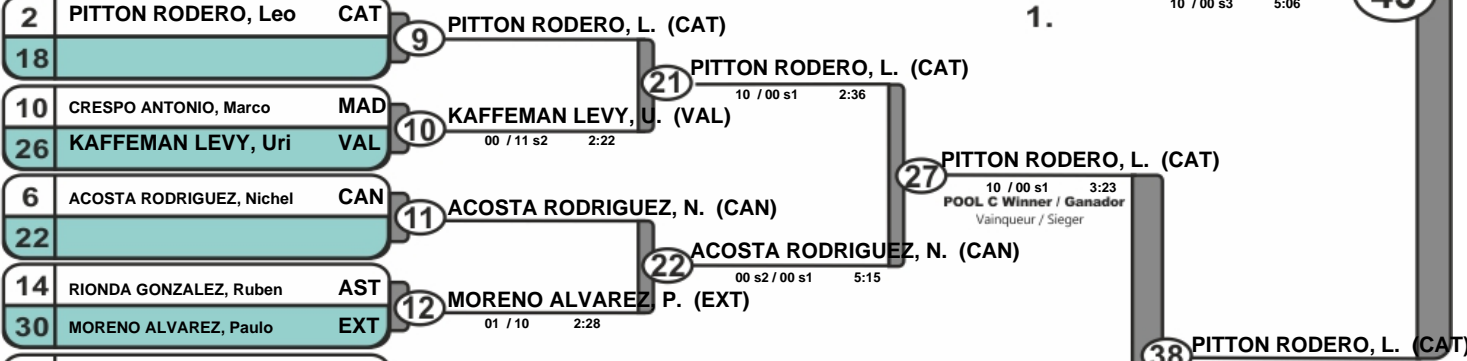 10 / 00 s3 5:06
1.
2 PITTON RODERO, Leo CAT
18
9 PITTON RODERO, L. (CAT)
21 PITTON RODERO, L. (CAT)
10 / 00 s1 2:36
10 CRESPO ANTONIO, Marco MAD
26 KAFFEMAN LEVY, Uri VAL
10 KAFFEMAN LEVY, U. (VAL)
00 / 11 s2 2:22
27 PITTON RODERO, L. (CAT)
10 / 00 s1 3:23
POOL C Winner / Ganador
Vainqueur / Sieger
6 ACOSTA RODRIGUEZ, Nichel CAN
22
11 ACOSTA RODRIGUEZ, N. (CAN)
22 ACOSTA RODRIGUEZ, N. (CAN)
00 s2 / 00 s1 5:15
14 RIONDA GONZALEZ, Ruben AST
30 MORENO ALVAREZ, Paulo EXT
12 MORENO ALVAREZ, P. (EXT)
01 / 10 2:28
38 PITTON RODERO, L. (CAT)